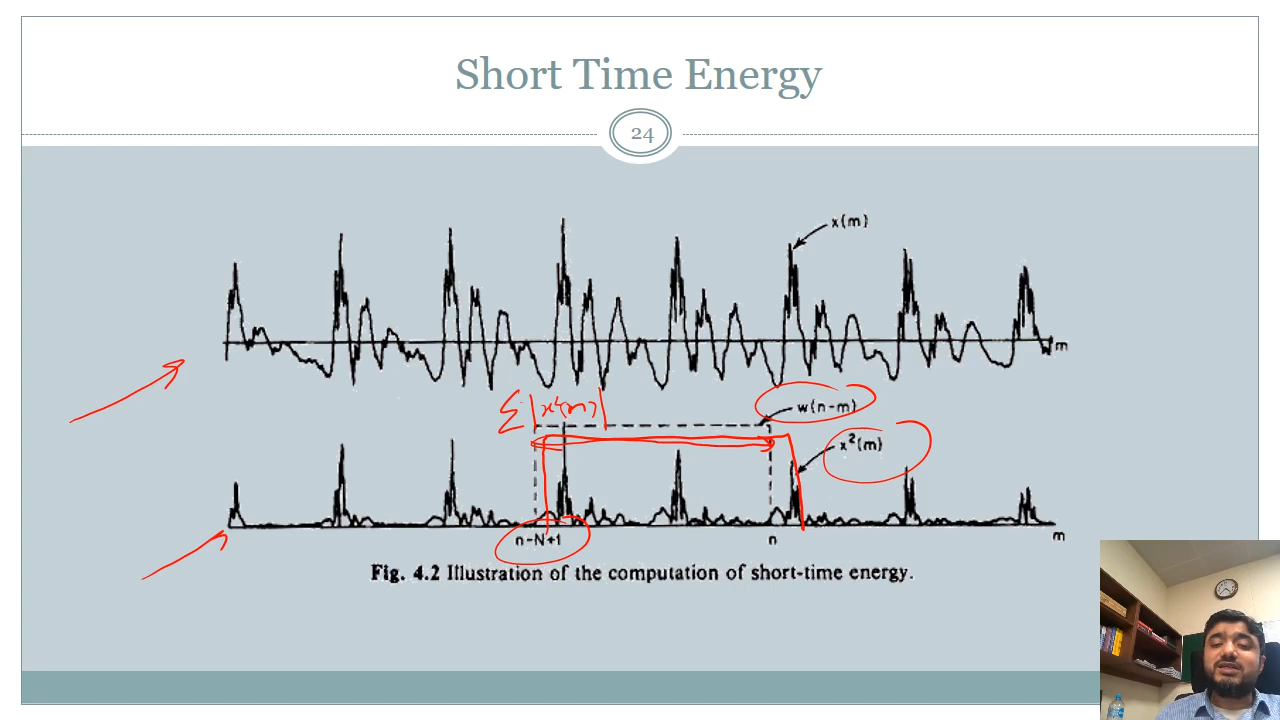 Short Time Energy
24
x(m)
m
Σ |x²(m)|
w(n-m)
x²(m)
n-N+1
n
m
Fig. 4.2 Illustration of the computation of short-time energy.